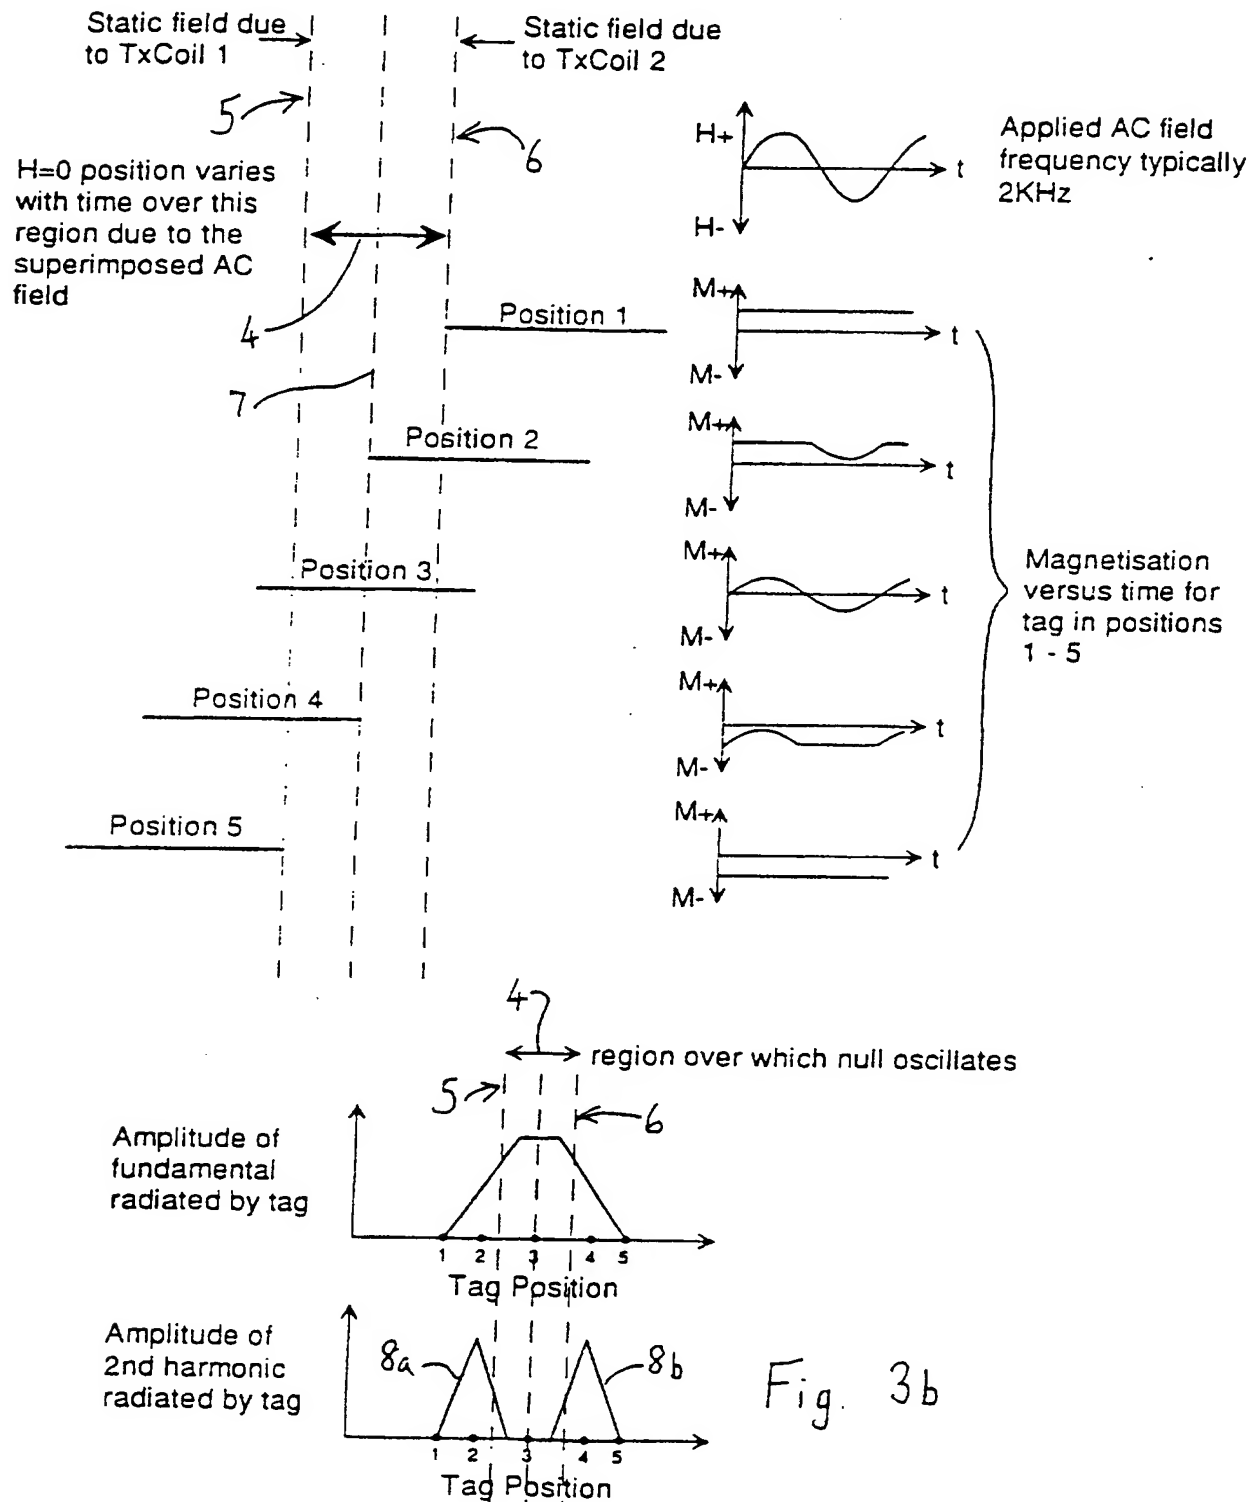 Static field due
to TxCoil 1
Static field due
to TxCoil 2
5
6
H=0 position varies
with time over this
region due to the
superimposed AC
field
4
7
H+
H-
t
Applied AC field
frequency typically
2KHz
Position 1
M+
M-
t
Position 2
M+
M-
t
Position 3
M+
M-
t
Position 4
M+
M-
t
Position 5
M+
M-
t
Magnetisation
versus time for
tag in positions
1 - 5
4
region over which null oscillates
5
6
Amplitude of
fundamental
radiated by tag
1 2 3 4 5
Tag Position
Amplitude of
2nd harmonic
radiated by tag
8a
8b
1 2 3 4 5
Tag Position
Fig. 3b